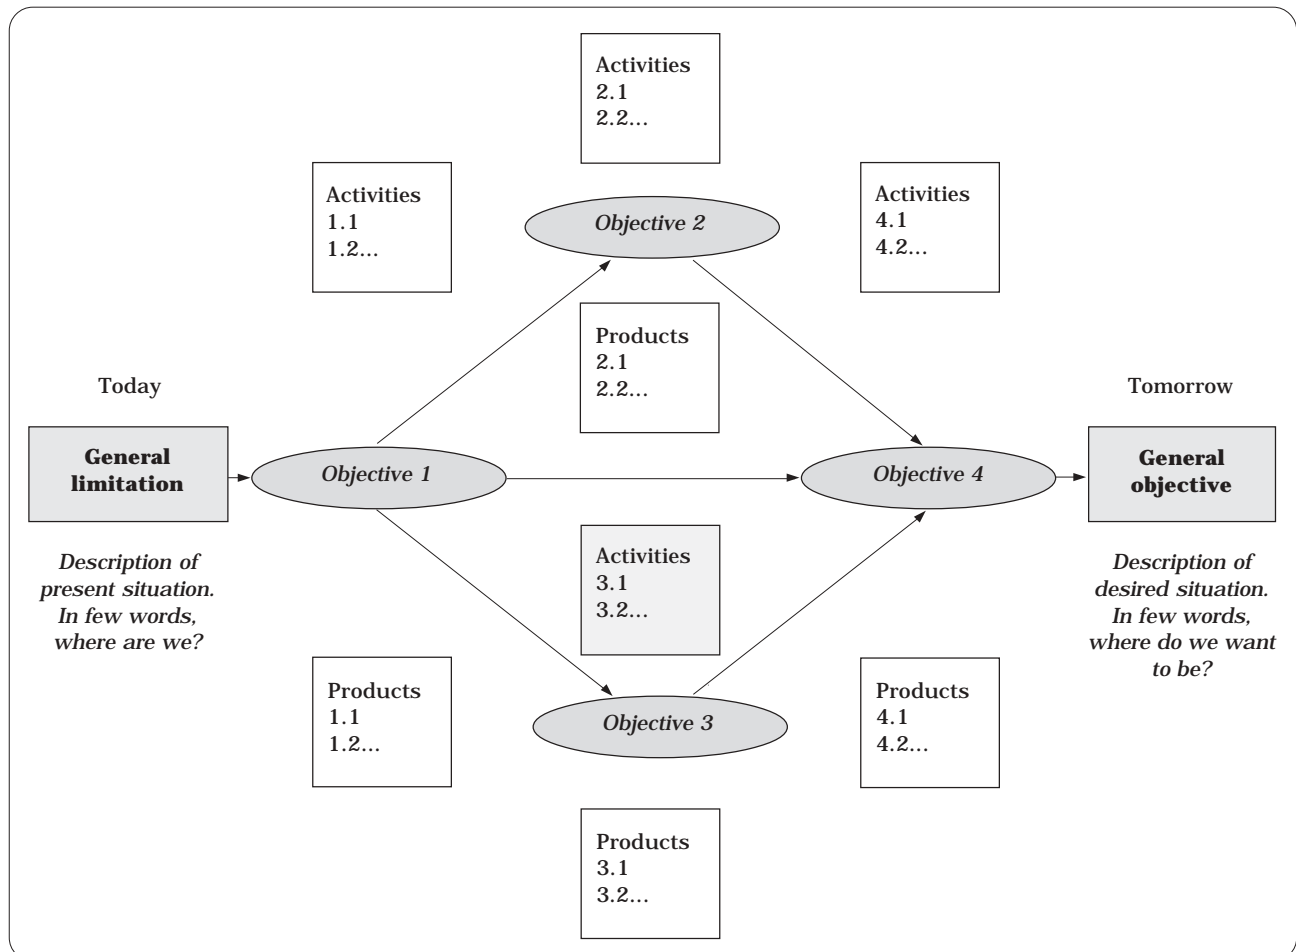 Activities
2.1
2.2...
Activities
1.1
1.2...
Objective 2
Activities
4.1
4.2...
Products
2.1
2.2...
Today
Tomorrow
General
limitation
Objective 1
Objective 4
General
objective
Description of
present situation.
In few words,
where are we?
Activities
3.1
3.2...
Description of
desired situation.
In few words,
where do we want
to be?
Products
1.1
1.2...
Objective 3
Products
4.1
4.2...
Products
3.1
3.2...